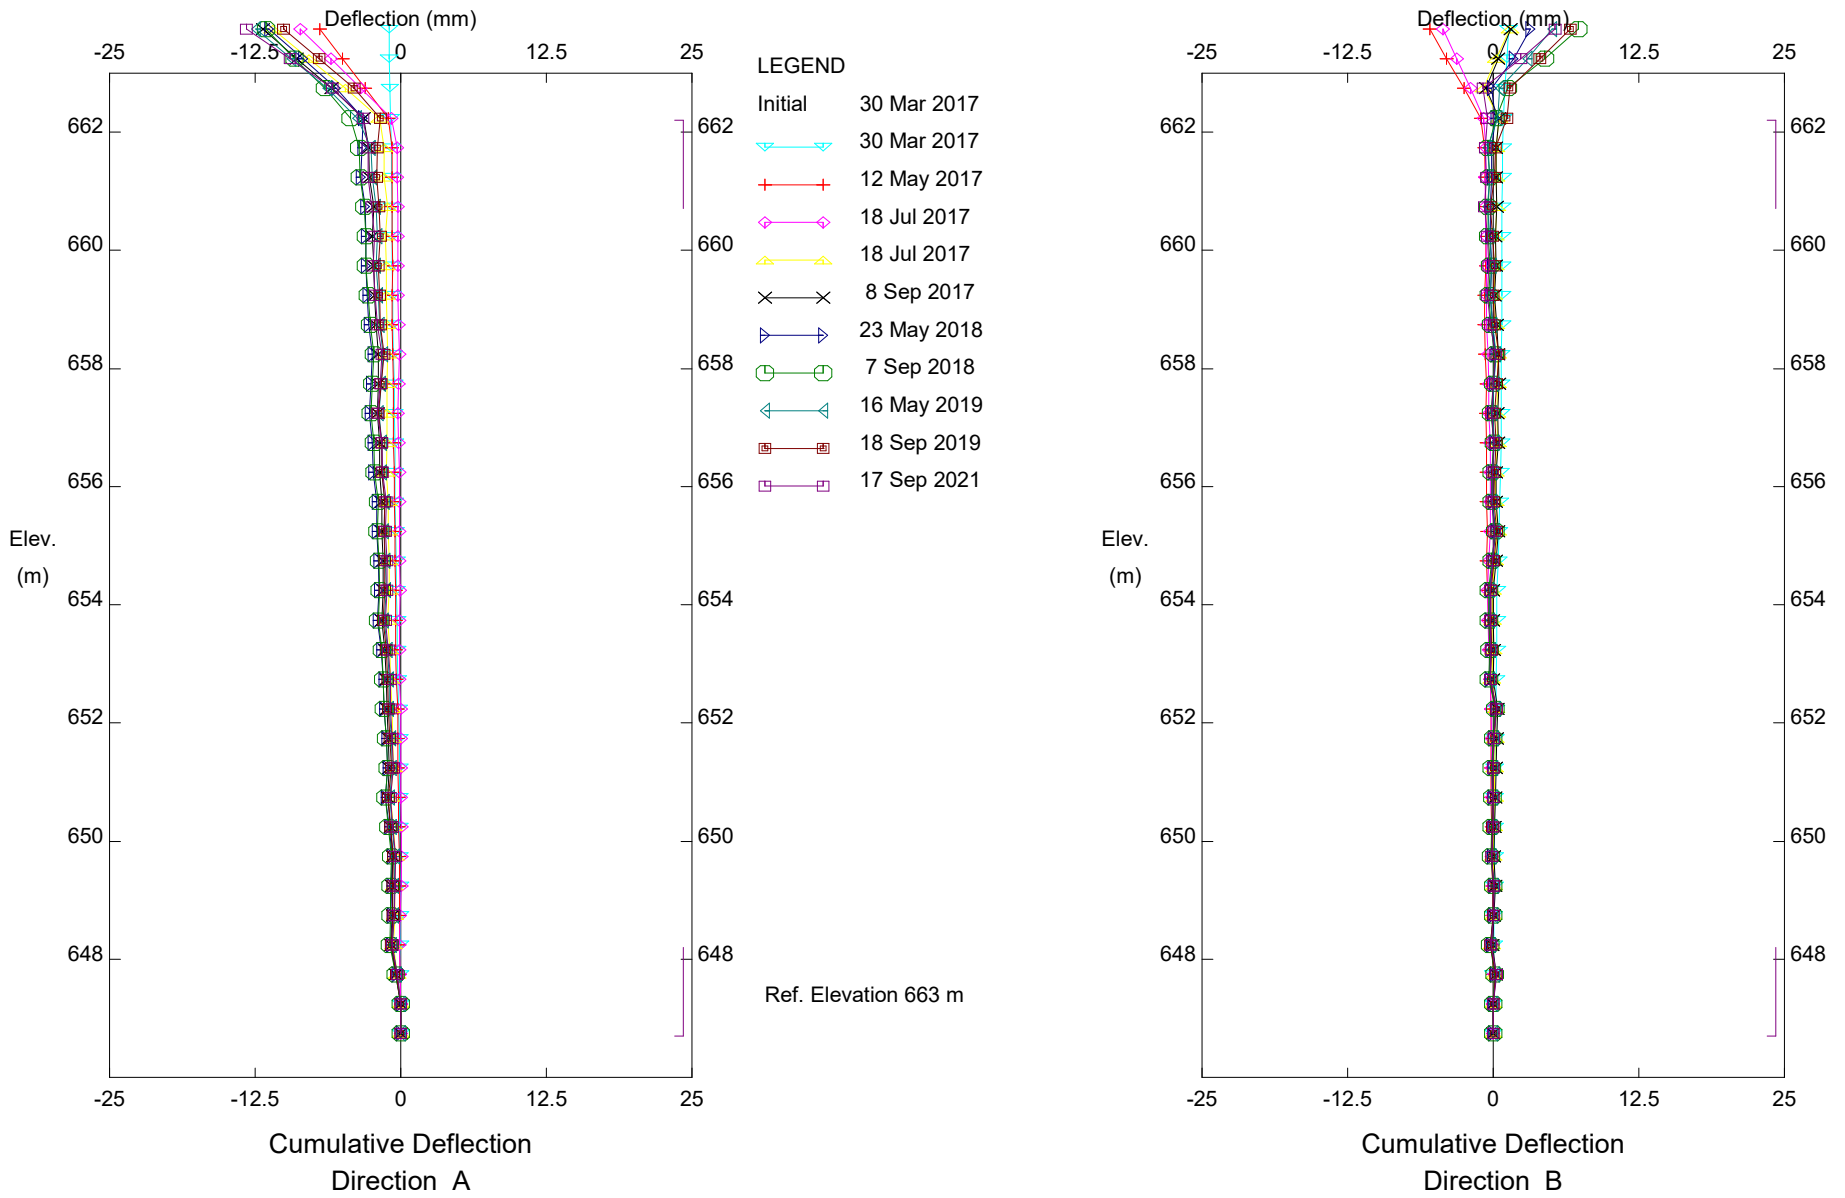 Deflection (mm)
-25 -12.5 0 12.5 25
662 662
660 660
658 658
656 656
Elev.
(m)
654 654
652 652
650 650
648 648
-25 -12.5 0 12.5 25
Cumulative Deflection
Direction A
LEGEND
Initial 30 Mar 2017
30 Mar 2017
12 May 2017
18 Jul 2017
18 Jul 2017
8 Sep 2017
23 May 2018
7 Sep 2018
16 May 2019
18 Sep 2019
17 Sep 2021
Ref. Elevation 663 m
Deflection (mm)
-25 -12.5 0 12.5 25
662 662
660 660
658 658
656 656
Elev.
(m)
654 654
652 652
650 650
648 648
-25 -12.5 0 12.5 25
Cumulative Deflection
Direction B